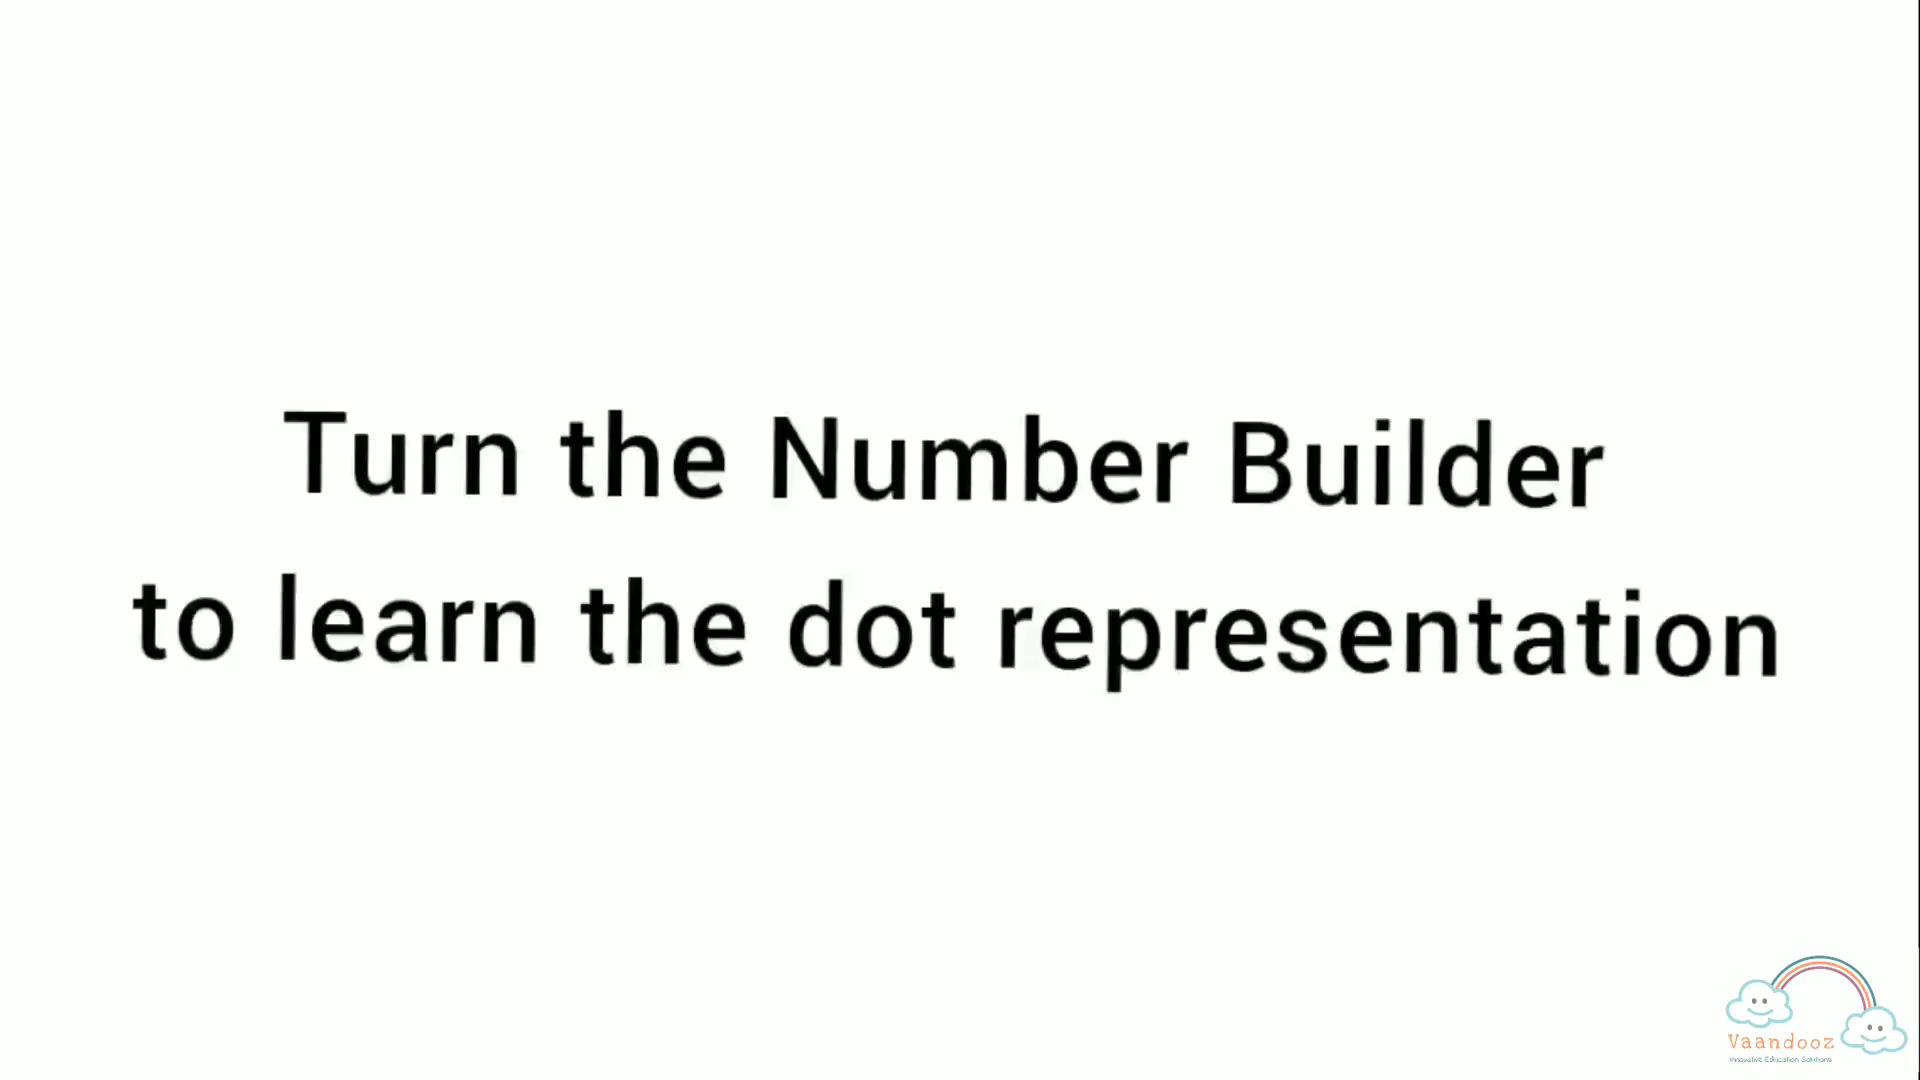 Turn the Number Builder
to learn the dot representation
Vaandooz
Innovative Education Solutions